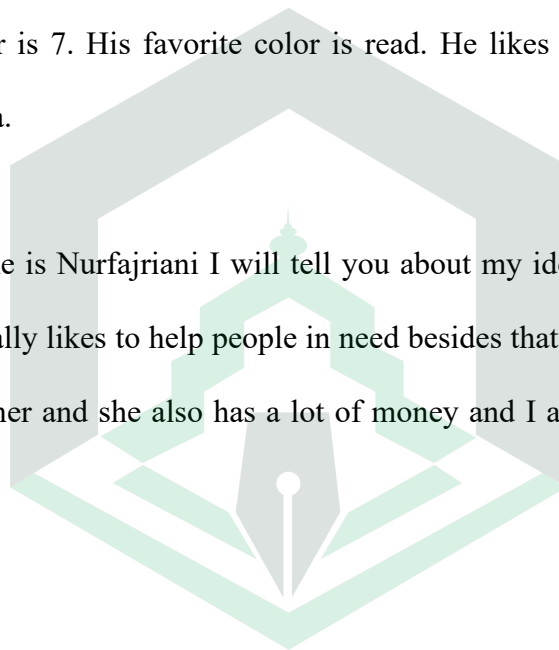 r is 7. His favorite color is read. He likes
a.
e is Nurfajriani I will tell you about my id
ally likes to help people in need besides that
her and she also has a lot of money and I a